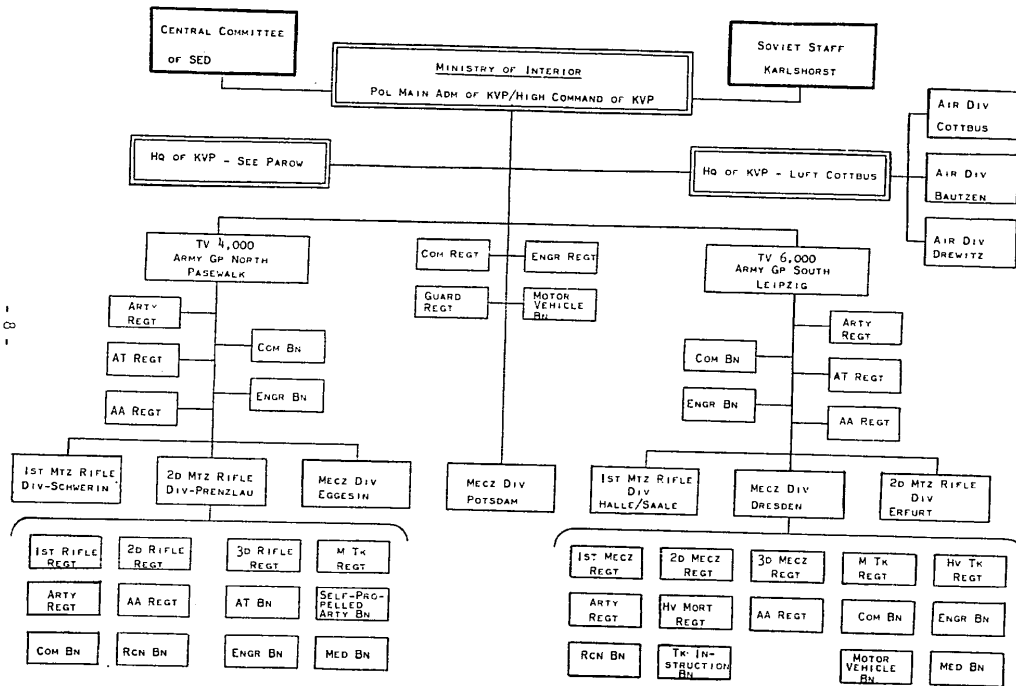 CENTRAL COMMITTEE
OF SED
SOVIET STAFF
KARLSHORST
MINISTRY OF INTERIOR
POL MAIN ADM OF KVP/HIGH COMMAND OF KVP
AIR DIV
COTTBUS
HQ OF KVP - SEE PAROW
HQ OF KVP - LUFT COTTBUS
AIR DIV
BAUTZEN
AIR DIV
DREWITZ
TV 4,000
ARMY GP NORTH
PASEWALK
COM REGT
ENGR REGT
GUARD
REGT
MOTOR
VEHICLE
BN
TV 6,000
ARMY GP SOUTH
LEIPZIG
- 8 -
ARTY
REGT
COM BN
AT REGT
ENGR BN
AA REGT
ARTY
REGT
COM BN
AT REGT
ENGR BN
AA REGT
1ST MTZ RIFLE
DIV-SCHWERIN
2D MTZ RIFLE
DIV-PRENZLAU
MECZ DIV
EGGESIN
MECZ DIV
POTSDAM
1ST MTZ RIFLE
DIV
HALLE/SAALE
MECZ DIV
DRESDEN
2D MTZ RIFLE
DIV
ERFURT
1ST RIFLE
REGT
2D RIFLE
REGT
3D RIFLE
REGT
M TK
REGT
ARTY
REGT
AA REGT
AT BN
SELF-PRO-
PELLED
ARTY BN
COM BN
RCN BN
ENGR BN
MED BN
1ST MECZ
REGT
2D MECZ
REGT
3D MECZ
REGT
M TK
REGT
HV TK
REGT
ARTY
REGT
HV MORT
REGT
AA REGT
COM BN
ENGR BN
RCN BN
TK IN-
STRUCTION
BN
MOTOR
VEHICLE
BN
MED BN